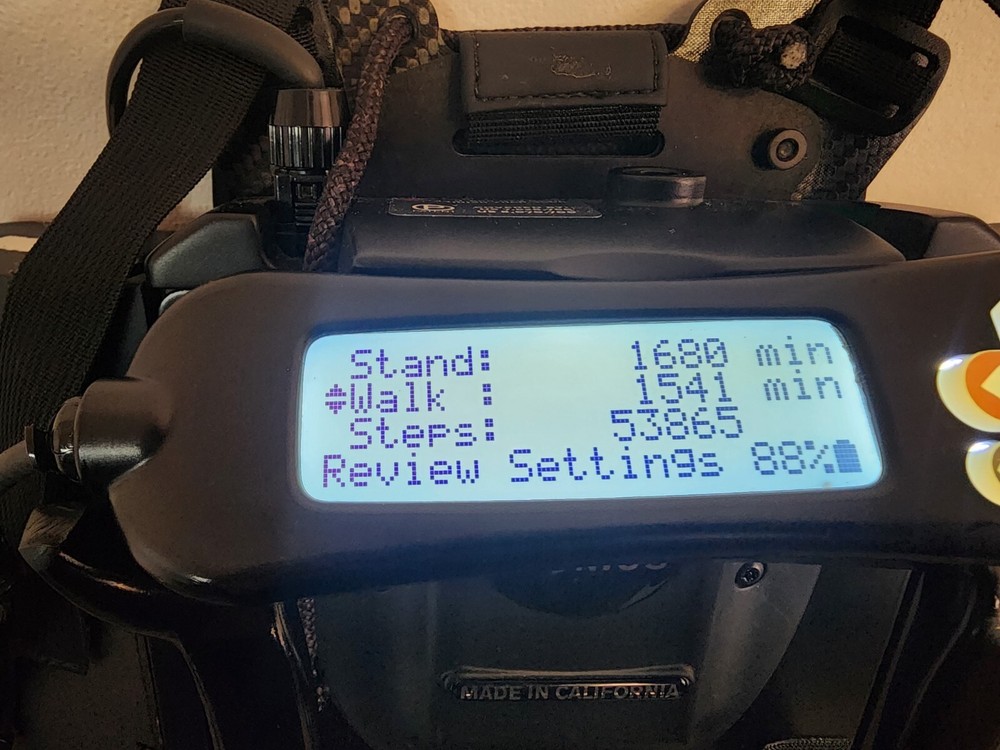 Stand: 1680 min
Walk : 1541 min
Steps: 53865
Review Settings 88%
MADE IN CALIFORNIA